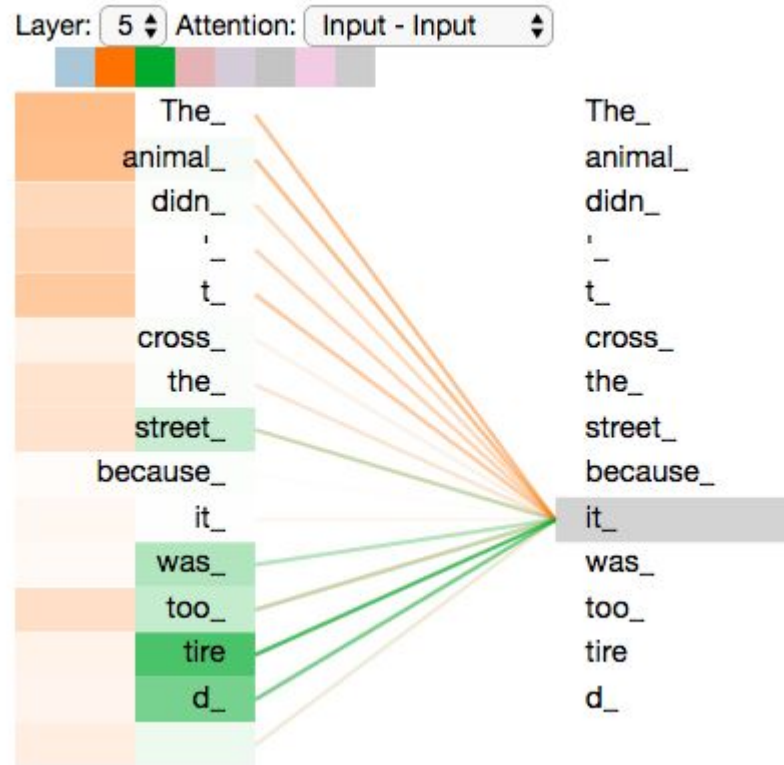 Layer: 5 Attention: Input - Input
The_ The_
animal_ animal_
didn_ didn_
'_ '_
t_ t_
cross_ cross_
the_ the_
street_ street_
because_ because_
it_ it_
was_ was_
too_ too_
tire tire
d_ d_